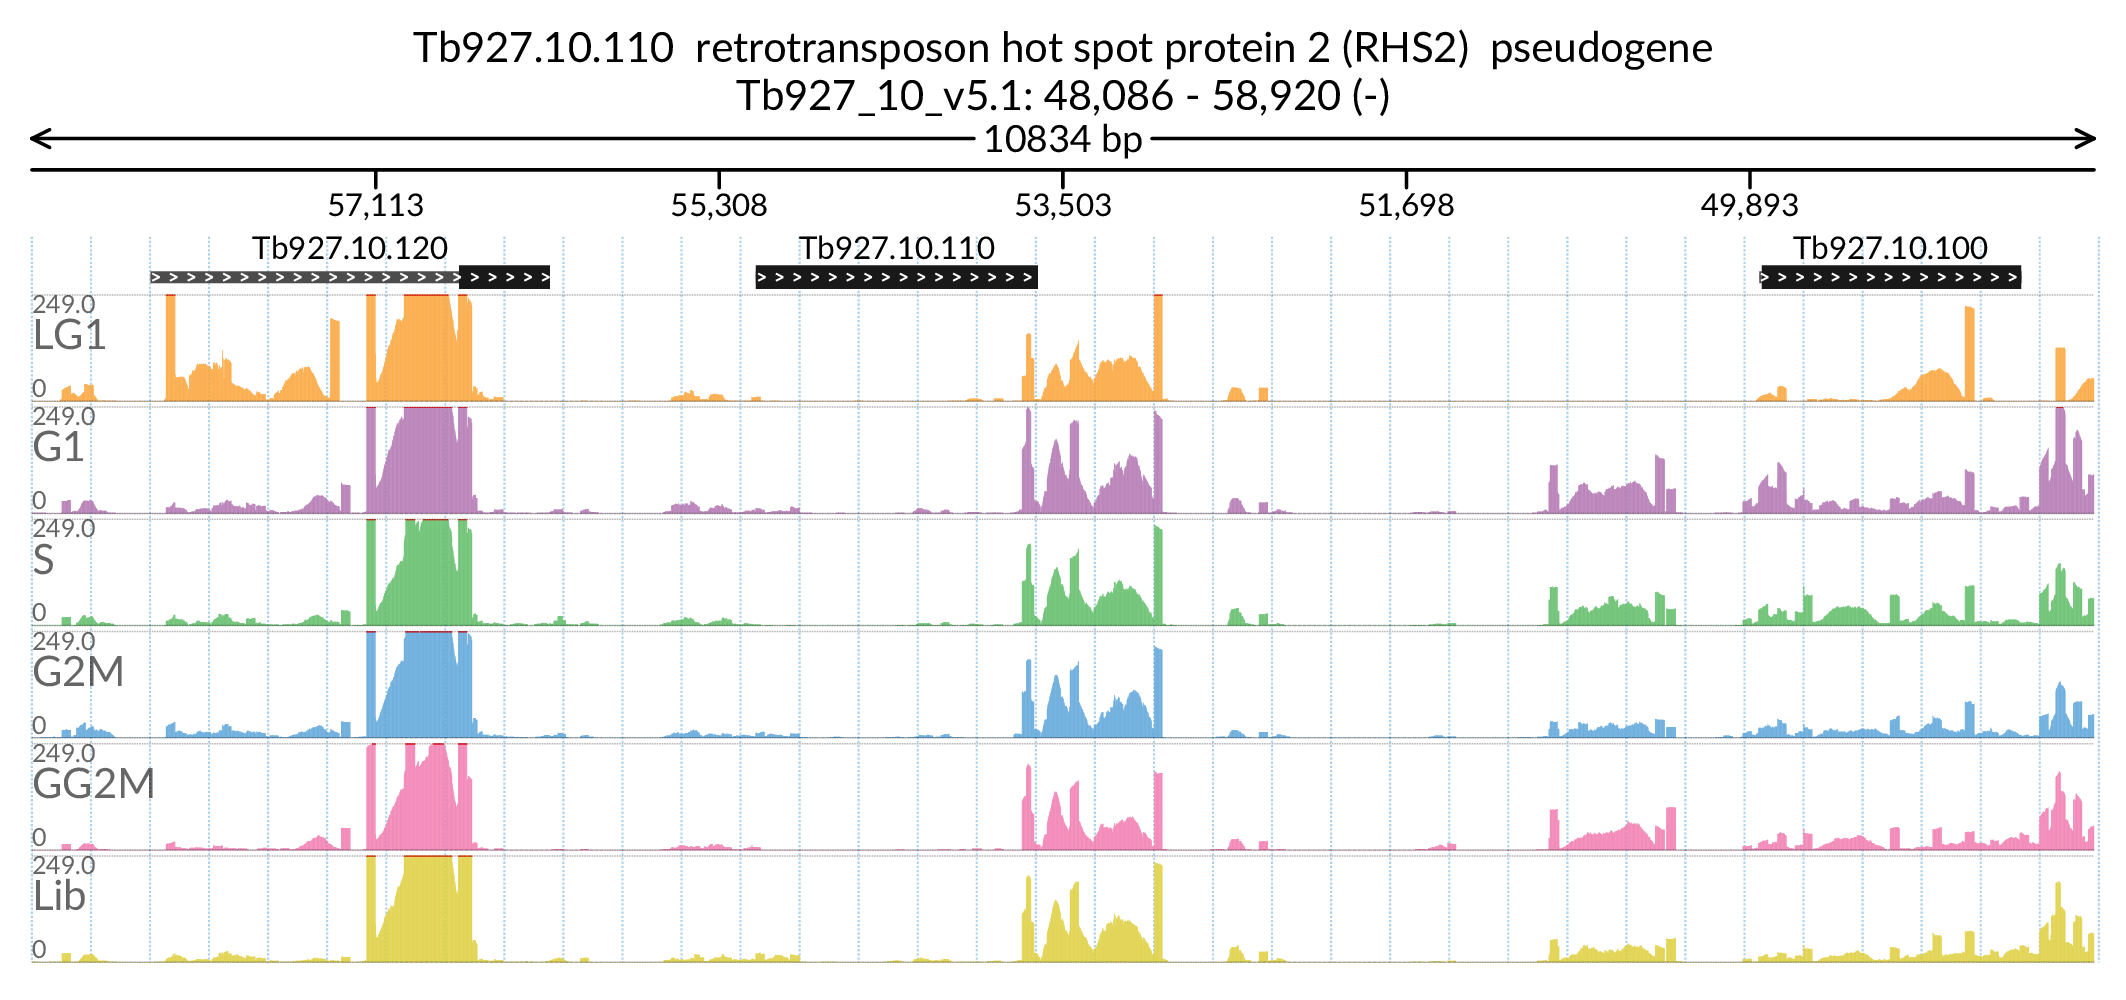 Tb927.10.110 retrotransposon hot spot protein 2 (RHS2) pseudogene
Tb927_10_v5.1: 48,086 - 58,920 (-)
10834 bp
57,113 55,308 53,503 51,698 49,893
Tb927.10.120 Tb927.10.110 Tb927.10.100
249.0
LG1
0
249.0
G1
0
249.0
S
0
249.0
G2M
0
249.0
GG2M
0
249.0
Lib
0